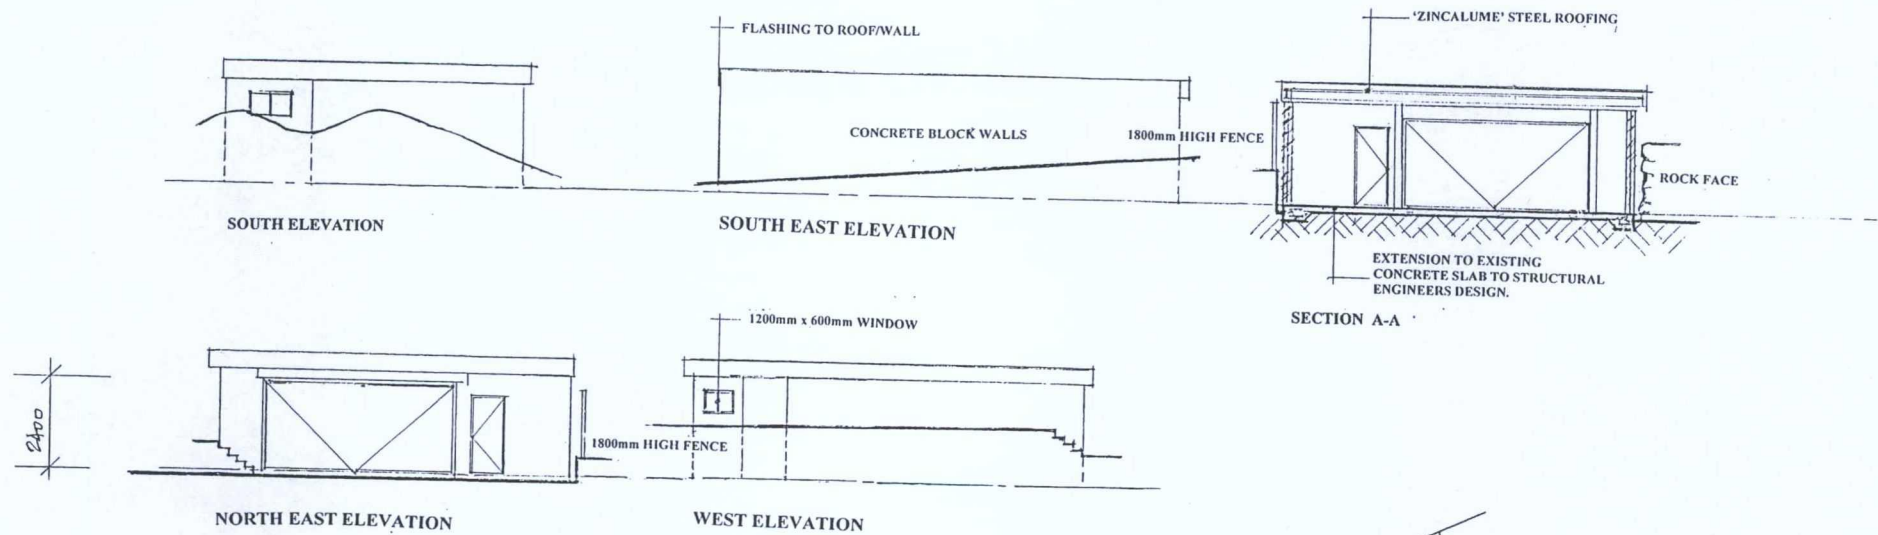 FLASHING TO ROOF/WALL
'ZINCALUME' STEEL ROOFING
CONCRETE BLOCK WALLS
1800mm HIGH FENCE
ROCK FACE
SOUTH ELEVATION
SOUTH EAST ELEVATION
EXTENSION TO EXISTING
CONCRETE SLAB TO STRUCTURAL
ENGINEERS DESIGN.
SECTION A-A
1200mm x 600mm WINDOW
2400
1800mm HIGH FENCE
NORTH EAST ELEVATION
WEST ELEVATION